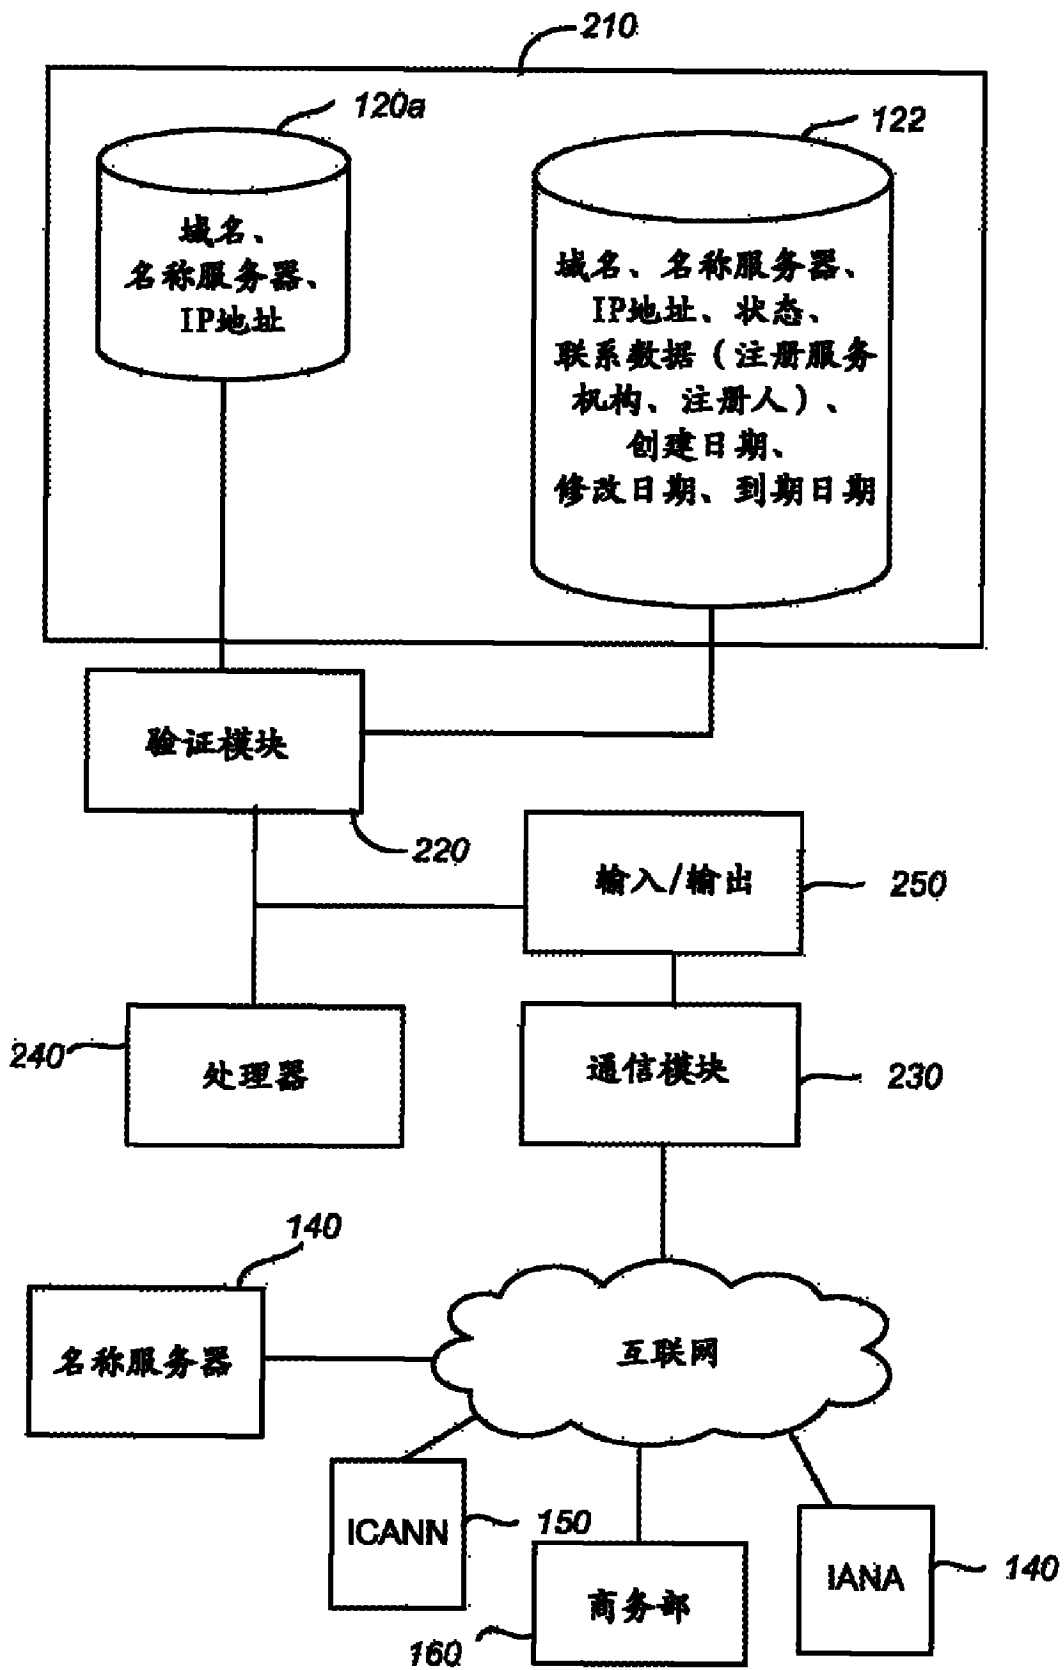 210
120a
122
域名、
名称服务器、
IP地址
域名、名称服务器、
IP地址、状态、
联系数据（注册服务
机构、注册人）、
创建日期、
修改日期、到期日期
验证模块
220
输入/输出
250
240
处理器
通信模块
230
140
名称服务器
互联网
ICANN
150
商务部
160
IANA
140